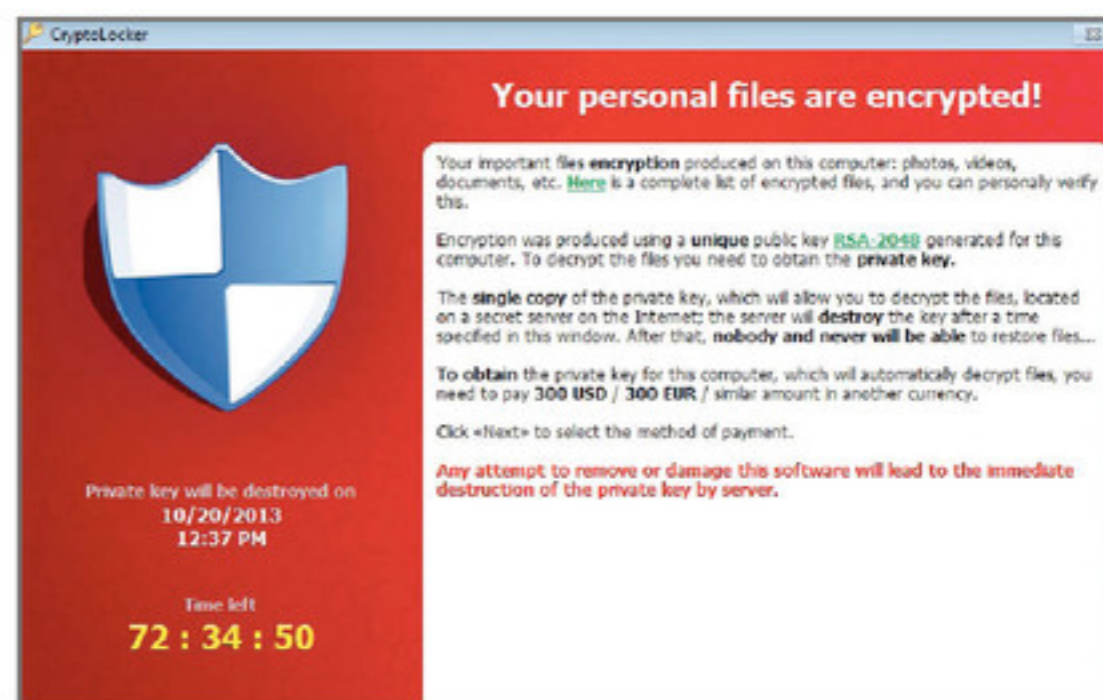 CryptoLocker
Your personal files are encrypted!
Your important files encryption produced on this computer: photos, videos,
documents, etc. Here is a complete list of encrypted files, and you can personally verify
this.
Encryption was produced using a unique public key RSA-2048 generated for this
computer. To decrypt the files you need to obtain the private key.
The single copy of the private key, which will allow you to decrypt the files, located
on a secret server on the Internet; the server will destroy the key after a time
specified in this window. After that, nobody and never will be able to restore files...
To obtain the private key for this computer, which will automatically decrypt files, you
need to pay 300 USD / 300 EUR / similar amount in another currency.
Click «Next» to select the method of payment.
Any attempt to remove or damage this software will lead to the immediate
destruction of the private key by server.
Private key will be destroyed on
10/20/2013
12:37 PM
Time left
72 : 34 : 50